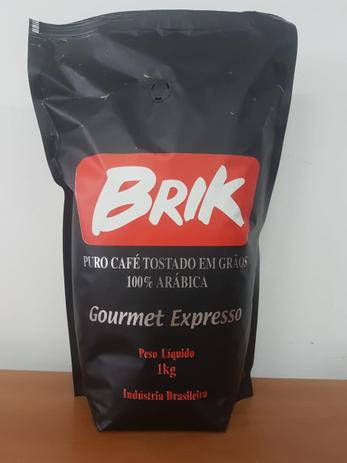 BRIK
PURO CAFÉ TOSTADO EM GRÃOS
100% ARÁBICA
Gourmet Expresso
Peso Líquido
1kg
Indústria Brasileira